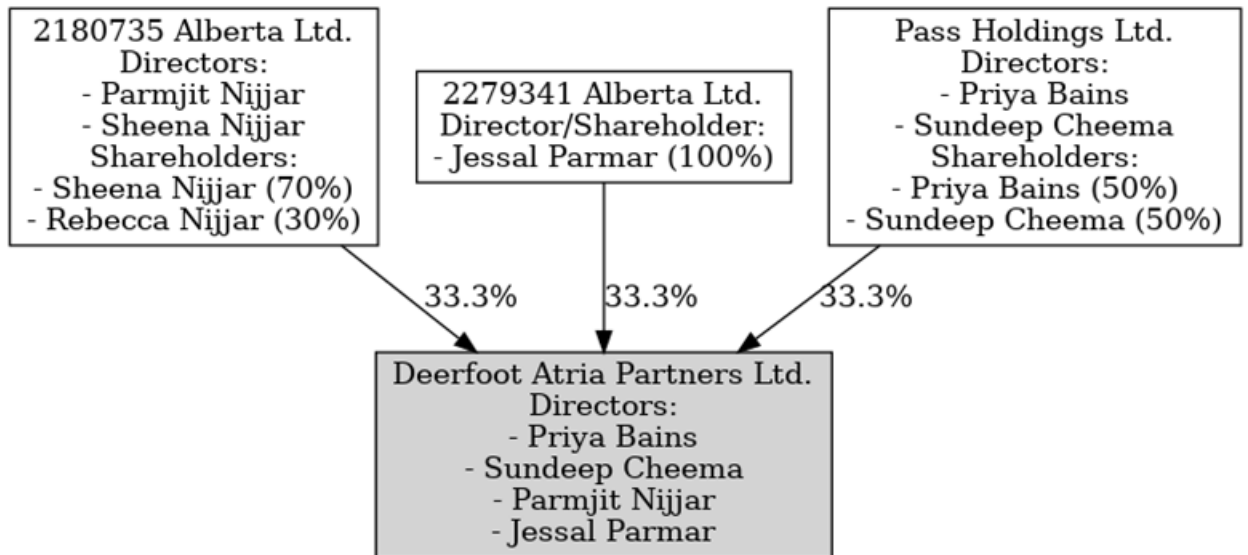 2180735 Alberta Ltd.
Directors:
- Parmjit Nijjar
- Sheena Nijjar
Shareholders:
- Sheena Nijjar (70%)
- Rebecca Nijjar (30%)
2279341 Alberta Ltd.
Director/Shareholder:
- Jessal Parmar (100%)
Pass Holdings Ltd.
Directors:
- Priya Bains
- Sundeep Cheema
Shareholders:
- Priya Bains (50%)
- Sundeep Cheema (50%)
33.3%
33.3%
33.3%
Deerfoot Atria Partners Ltd.
Directors:
- Priya Bains
- Sundeep Cheema
- Parmjit Nijjar
- Jessal Parmar